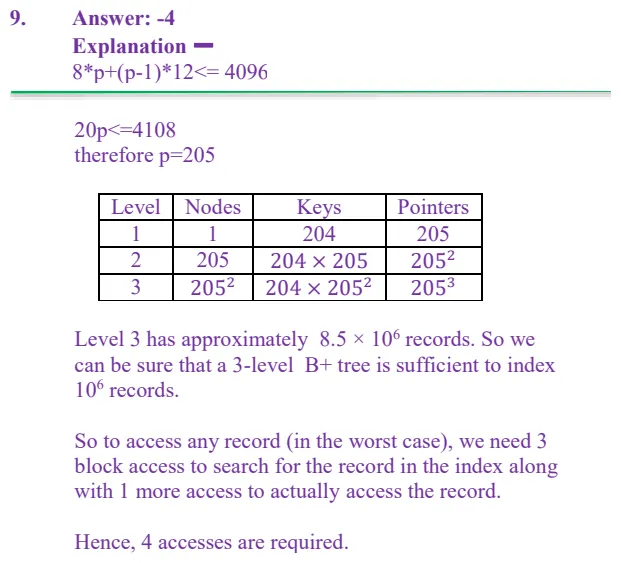 9. Answer: -4
Explanation –
8*p+(p-1)*12<= 4096
20p<=4108
therefore p=205
Level Nodes Keys Pointers
1 1 204 205
2 205 204 × 205 205²
3 205² 204 × 205² 205³
Level 3 has approximately 8.5 × 10⁶ records. So we
can be sure that a 3-level B+ tree is sufficient to index
10⁶ records.
So to access any record (in the worst case), we need 3
block access to search for the record in the index along
with 1 more access to actually access the record.
Hence, 4 accesses are required.